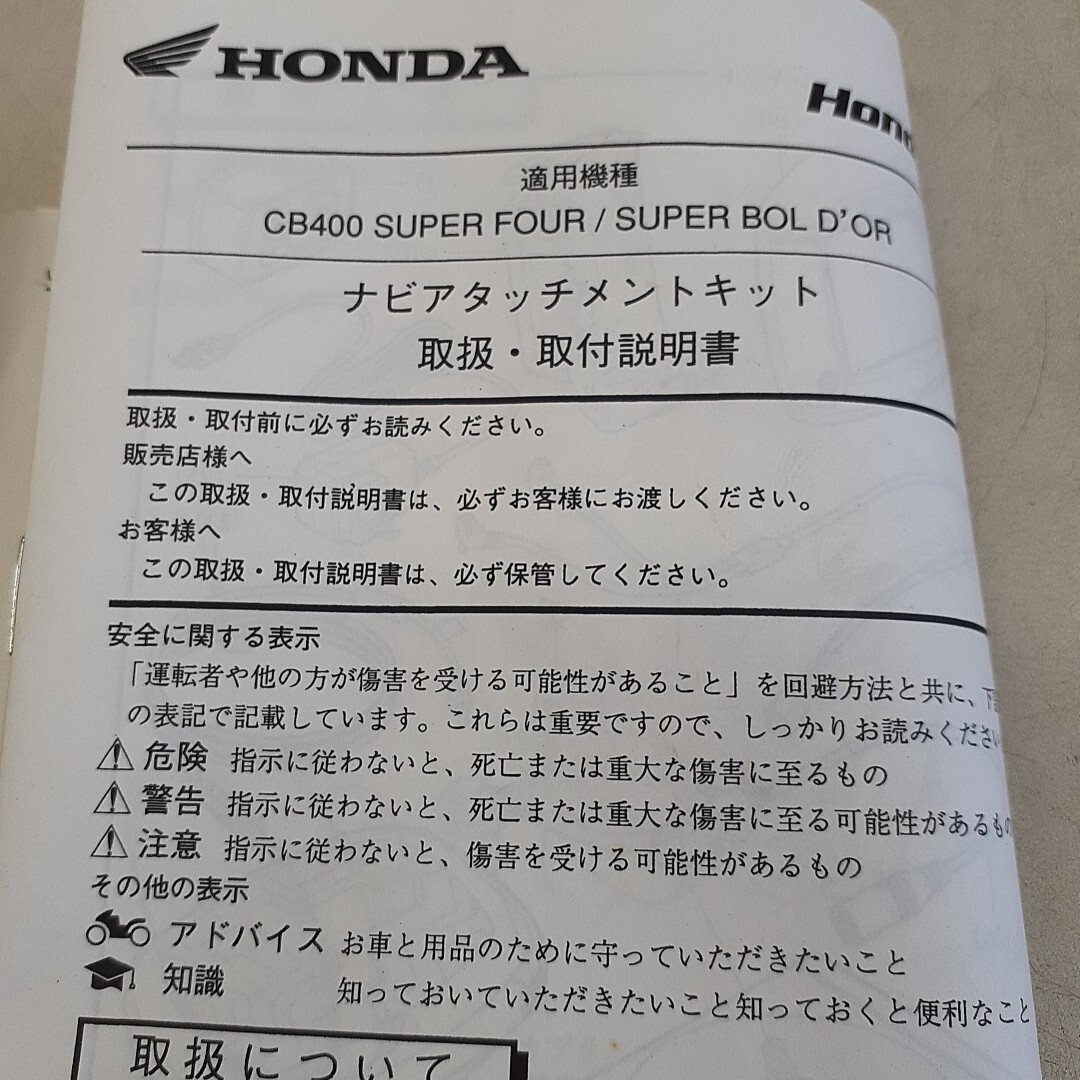 HONDA
Hon
適用機種
CB400 SUPER FOUR / SUPER BOL D'OR
ナビアタッチメントキット
取扱・取付説明書
取扱・取付前に必ずお読みください。
販売店様へ
この取扱・取付説明書は、必ずお客様にお渡しください。
お客様へ
この取扱・取付説明書は、必ず保管してください。
安全に関する表示
「運転者や他の方が傷害を受ける可能性があること」を回避方法と共に、下
の表記で記載しています。これらは重要ですので、しっかりお読みくださ
危険 指示に従わないと、死亡または重大な傷害に至るもの
警告 指示に従わないと、死亡または重大な傷害に至る可能性があるもの
注意 指示に従わないと、傷害を受ける可能性があるもの
その他の表示
アドバイス お車と用品のために守っていただきたいこと
知識 知っておいていただきたいこと知っておくと便利なこと
取扱について